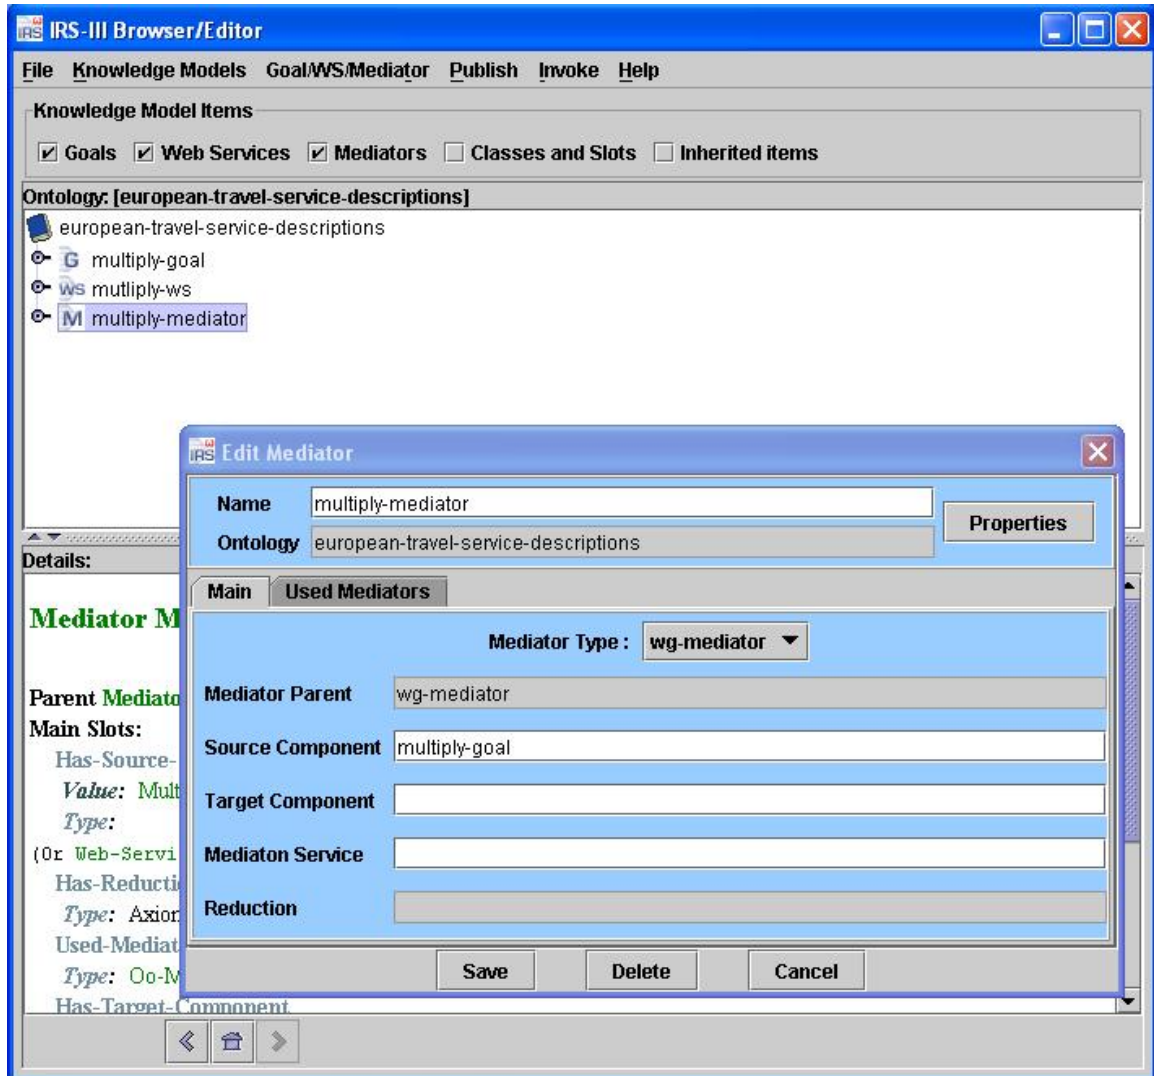 IRS IRS-III Browser/Editor
File Knowledge Models Goal/WS/Mediator Publish Invoke Help
Knowledge Model Items
Goals Web Services Mediators Classes and Slots Inherited items
Ontology: [european-travel-service-descriptions]
european-travel-service-descriptions
G multiply-goal
WS mutliply-ws
M multiply-mediator
IRS Edit Mediator
Name multiply-mediator
Properties
Ontology european-travel-service-descriptions
Main Used Mediators
Mediator Type : wg-mediator
Mediator Parent wg-mediator
Source Component multiply-goal
Target Component
Mediaton Service
Reduction
Save Delete Cancel
Details:
Mediator M
Parent Mediato
Main Slots:
Has-Source-
Value: Mult
Type:
(Or Web-Servi
Has-Reducti
Type: Axion
Used-Mediat
Type: Oo-M
Has-Target-Component